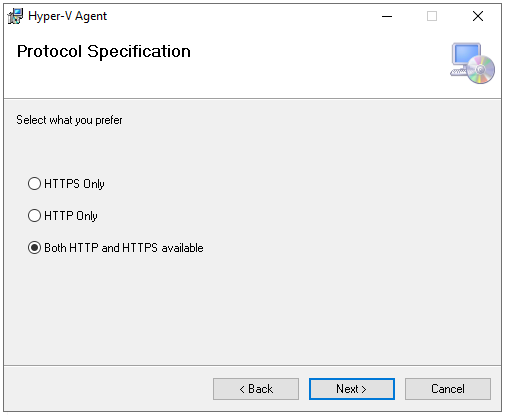 Hyper-V Agent
Protocol Specification
Select what you prefer
HTTPS Only
HTTP Only
Both HTTP and HTTPS available
< Back
Next >
Cancel